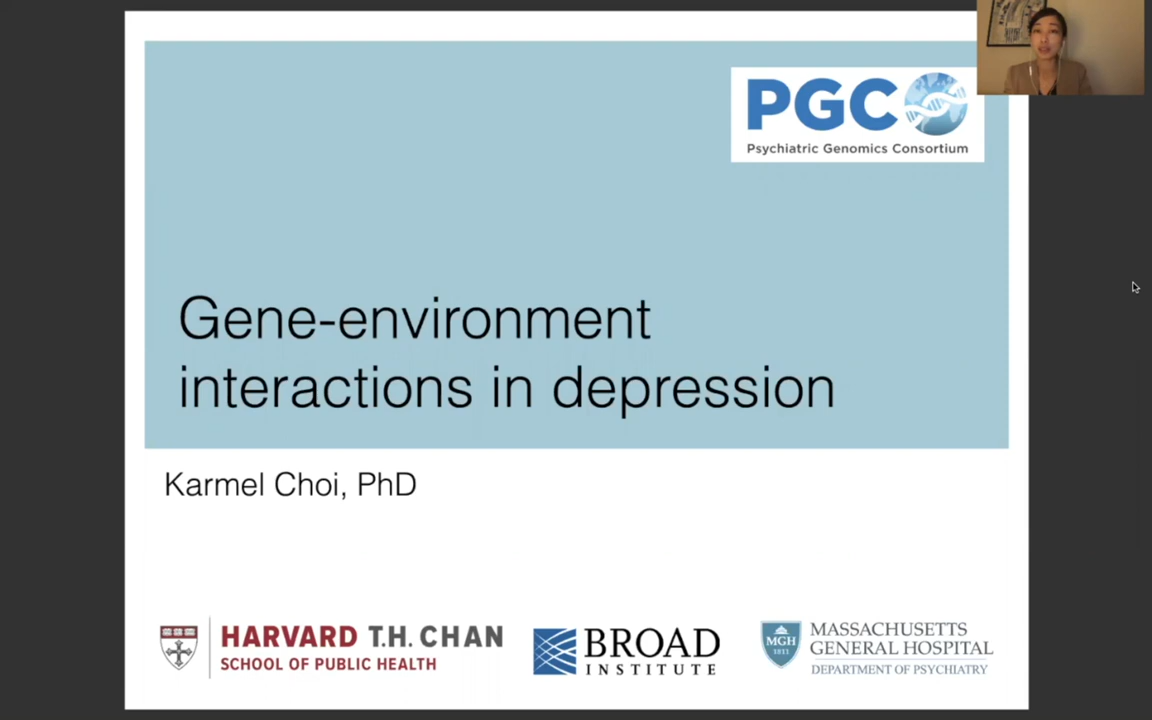 PGC
Psychiatric Genomics Consortium
Gene-environment
interactions in depression
Karmel Choi, PhD
HARVARD T.H. CHAN
SCHOOL OF PUBLIC HEALTH
BROAD
INSTITUTE
MGH
1811
MASSACHUSETTS
GENERAL HOSPITAL
DEPARTMENT OF PSYCHIATRY